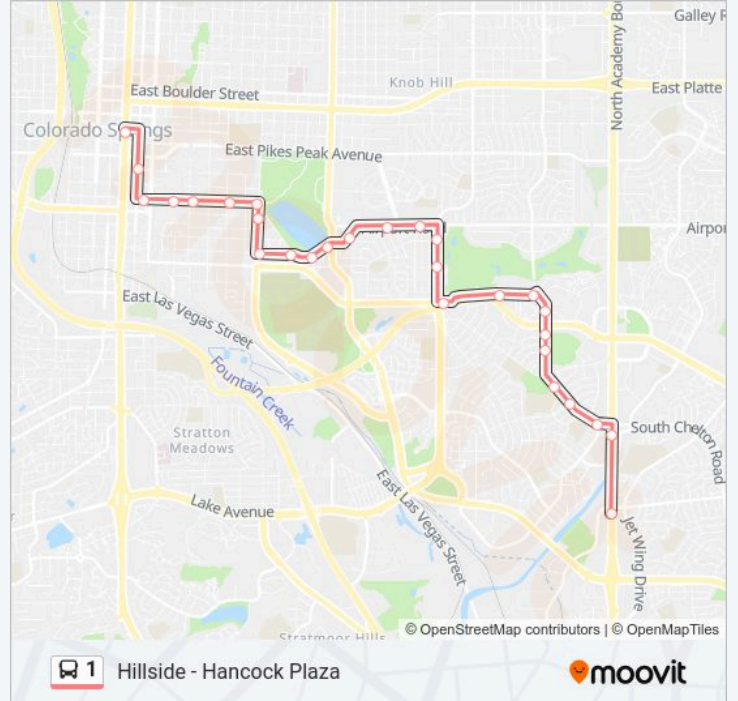 Galley
North Academy
Knob Hill
East Boulder Street
East Platte
Colorado Springs
East Pikes Peak Avenue
East Las Vegas Street
Fountain Creek
South Chelton Road
Stratton
Meadows
Lake Avenue
East Las Vegas Street
Jet Wing Drive
© OpenStreetMap contributors | © OpenMapTiles
Stratmoor Hills
1 Hillside - Hancock Plaza
moovit